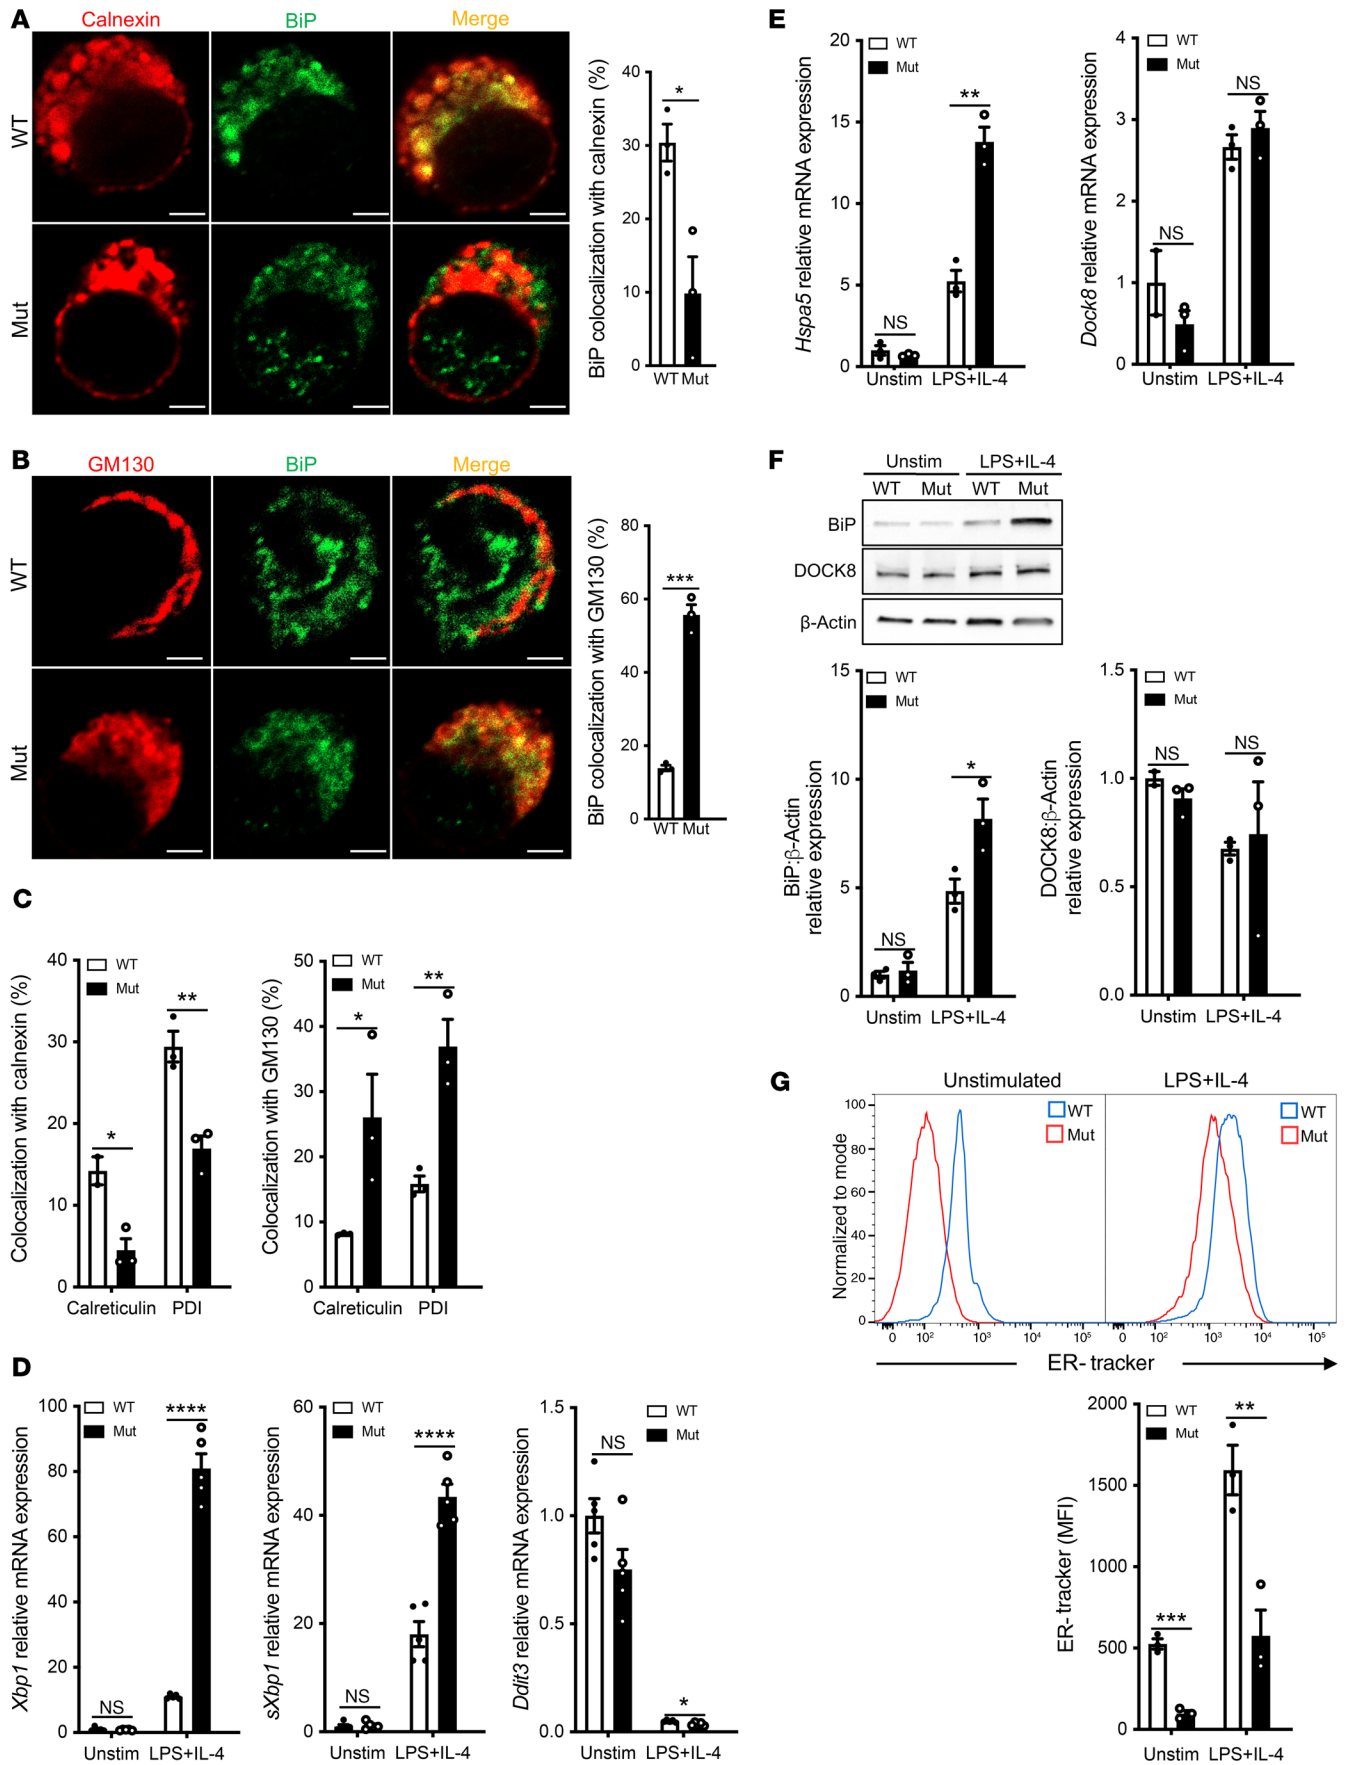 A
Calnexin
BiP
Merge
WT
Mut
BiP colocalization with calnexin (%)
40
30
20
10
0
*
WT Mut
B
GM130
BiP
Merge
WT
Mut
BiP colocalization with GM130 (%)
80
60
40
20
0
***
WT Mut
C
Colocalization with calnexin (%)
40
30
20
10
0
WT
Mut
*
**
Calreticulin PDI
Colocalization with GM130 (%)
50
40
30
20
10
0
WT
Mut
*
**
Calreticulin PDI
D
Xbp1 relative mRNA expression
100
80
60
40
20
0
WT
Mut
NS
****
Unstim LPS+IL-4
sXbp1 relative mRNA expression
60
40
20
0
WT
Mut
NS
****
Unstim LPS+IL-4
Ddit3 relative mRNA expression
1.5
1.0
0.5
0.0
WT
Mut
NS
*
Unstim LPS+IL-4
E
Hspa5 relative mRNA expression
20
15
10
5
0
WT
Mut
NS
**
Unstim LPS+IL-4
Dock8 relative mRNA expression
4
3
2
1
0
WT
Mut
NS
NS
Unstim LPS+IL-4
F
Unstim LPS+IL-4
WT Mut WT Mut
BiP
DOCK8
β-Actin
BiP:β-Actin
relative expression
15
10
5
0
WT
Mut
NS
*
Unstim LPS+IL-4
DOCK8:β-Actin
relative expression
1.5
1.0
0.5
0.0
WT
Mut
NS
NS
Unstim LPS+IL-4
G
Unstimulated LPS+IL-4
Normalized to mode
100
80
60
40
20
0
WT
Mut
WT
Mut
0 10² 10³ 10⁴ 10⁵
0 10² 10³ 10⁴ 10⁵
ER- tracker
ER- tracker (MFI)
2000
1500
1000
500
0
WT
Mut
***
**
Unstim LPS+IL-4